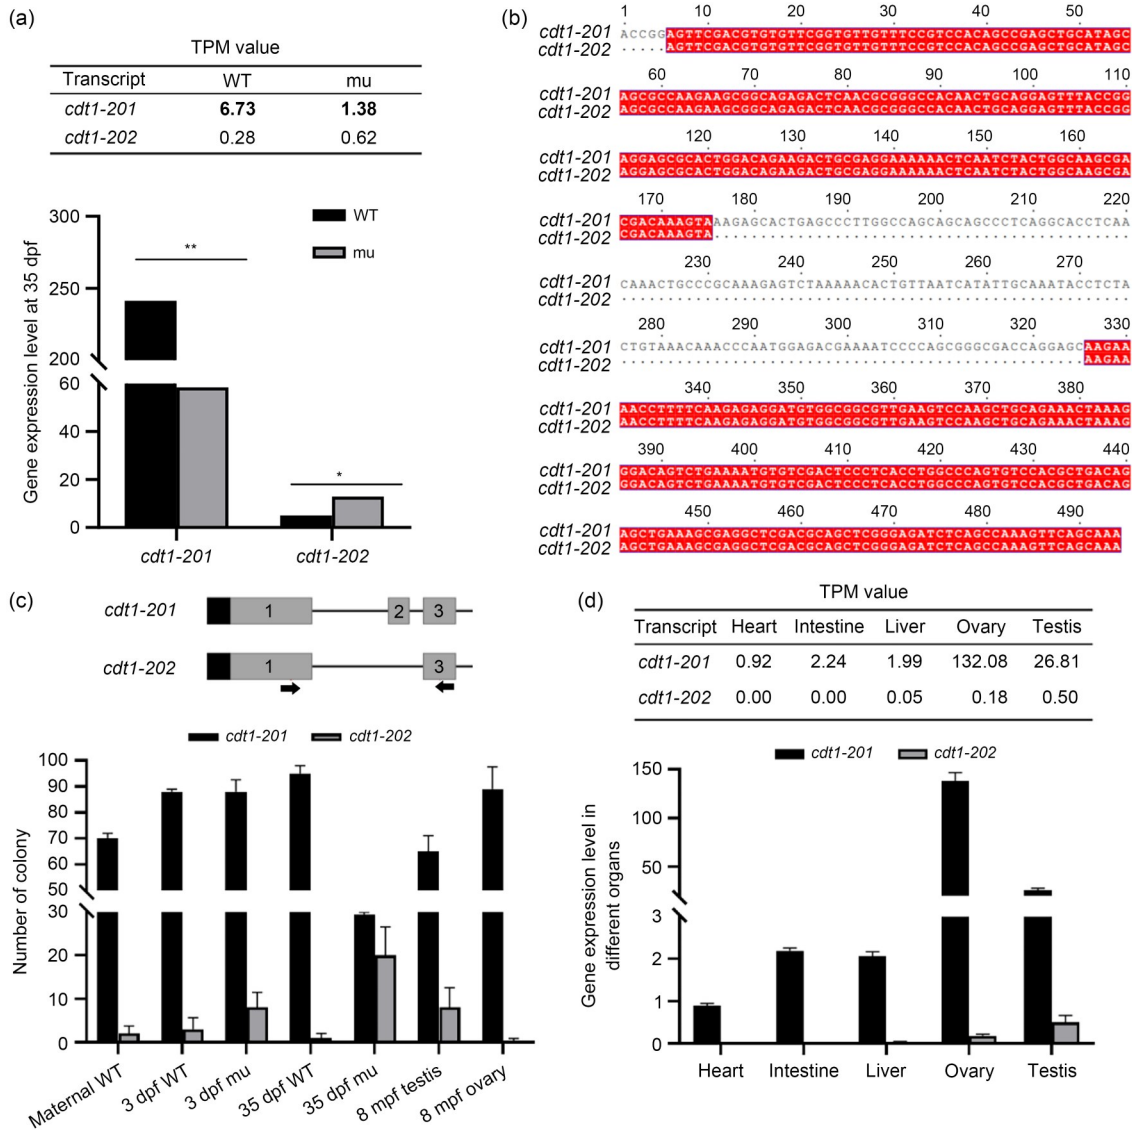 (a)
TPM value
Transcript WT mu
cdt1-201 6.73 1.38
cdt1-202 0.28 0.62
300
250
200
60
40
20
0
Gene expression level at 35 dpf
WT
mu
**
*
cdt1-201 cdt1-202
(b)
1 10 20 30 40 50
cdt1-201 ACCGGAGTTCGACGTGTGTTCGGTGTTGTTTCCGTCCACAGCCGAGCTGCATAGC
cdt1-202 .....AGTTCGACGTGTGTTCGGTGTTGTTTCCGTCCACAGCCGAGCTGCATAGC
60 70 80 90 100 110
cdt1-201 AGCGCCAAGAAGCGGCAGAGACTCAACGCGGGCCACAACTGCAGGAGTTTACCGG
cdt1-202 AGCGCCAAGAAGCGGCAGAGACTCAACGCGGGCCACAACTGCAGGAGTTTACCGG
120 130 140 150 160
cdt1-201 AGGAGCGCACTGGACAGAAGACTGCGAGGAAAAAACTCAATCTACTGGCAAGCGA
cdt1-202 AGGAGCGCACTGGACAGAAGACTGCGAGGAAAAAACTCAATCTACTGGCAAGCGA
170 180 190 200 210 220
cdt1-201 CGACAAAGTAAAGAGCACTGAGCCCTTGGCCAGCAGCAGCCCTCAGGCACCTCAA
cdt1-202 CGACAAAGTA.............................................
230 240 250 260 270
cdt1-201 CAAACTGCCCGCAAAGAGTCTAAAAACACTGTTAATCATATTGCAAATACCTCTA
cdt1-202 .......................................................
280 290 300 310 320 330
cdt1-201 CTGTAAACAAACCCAATGGAGACGAAAATCCCCAGCGGGCGACCAGGAGCAAGAA
cdt1-202 ..................................................AAGAA
340 350 360 370 380
cdt1-201 AACCTTTTCAAGAGAGGATGTGGCGGCGTTGAAGTCCAAGCTGCAGAAACTAAAG
cdt1-202 AACCTTTTCAAGAGAGGATGTGGCGGCGTTGAAGTCCAAGCTGCAGAAACTAAAG
390 400 410 420 430 440
cdt1-201 GGACAGTCTGAAAATGTGTCGACTCCCTCACCTGGCCCAGTGTCCACGCTGACAG
cdt1-202 GGACAGTCTGAAAATGTGTCGACTCCCTCACCTGGCCCAGTGTCCACGCTGACAG
450 460 470 480 490
cdt1-201 AGCTGAAAGCGAGGCTCGACGCAGCTCGGGAGATCTCAGCCAAAGTTCAGCAAA
cdt1-202 AGCTGAAAGCGAGGCTCGACGCAGCTCGGGAGATCTCAGCCAAAGTTCAGCAAA
(c)
cdt1-201 1 2 3
cdt1-202 1 3
cdt1-201 cdt1-202
100
90
80
70
60
50
30
20
10
0
Number of colony
Maternal WT 3 dpf WT 3 dpf mu 35 dpf WT 35 dpf mu 8 mpf testis 8 mpf ovary
(d)
TPM value
Transcript Heart Intestine Liver Ovary Testis
cdt1-201 0.92 2.24 1.99 132.08 26.81
cdt1-202 0.00 0.00 0.05 0.18 0.50
cdt1-201 cdt1-202
150
100
50
3
2
1
0
Gene expression level in
different organs
Heart Intestine Liver Ovary Testis